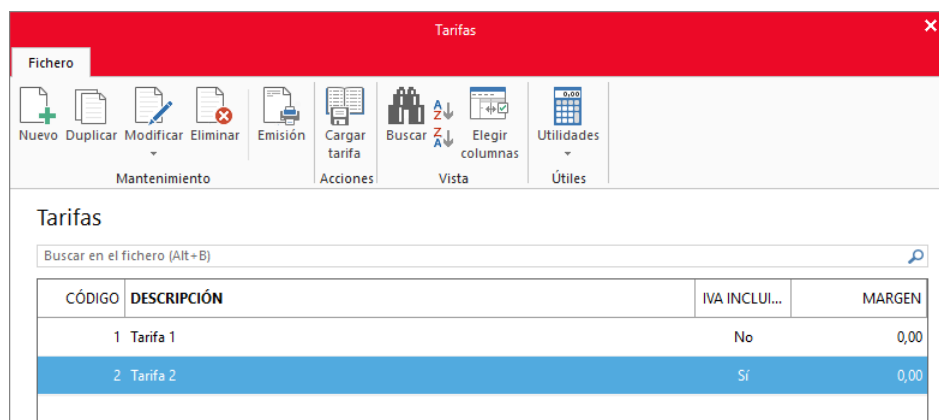 Tarifas
Fichero
Nuevo Duplicar Modificar Eliminar Emisión Cargar tarifa Buscar Elegir columnas Utilidades
Mantenimiento Acciones Vista Útiles
Tarifas
Buscar en el fichero (Alt+B)
CÓDIGO DESCRIPCIÓN IVA INCLUI... MARGEN
1 Tarifa 1 No 0,00
2 Tarifa 2 Sí 0,00